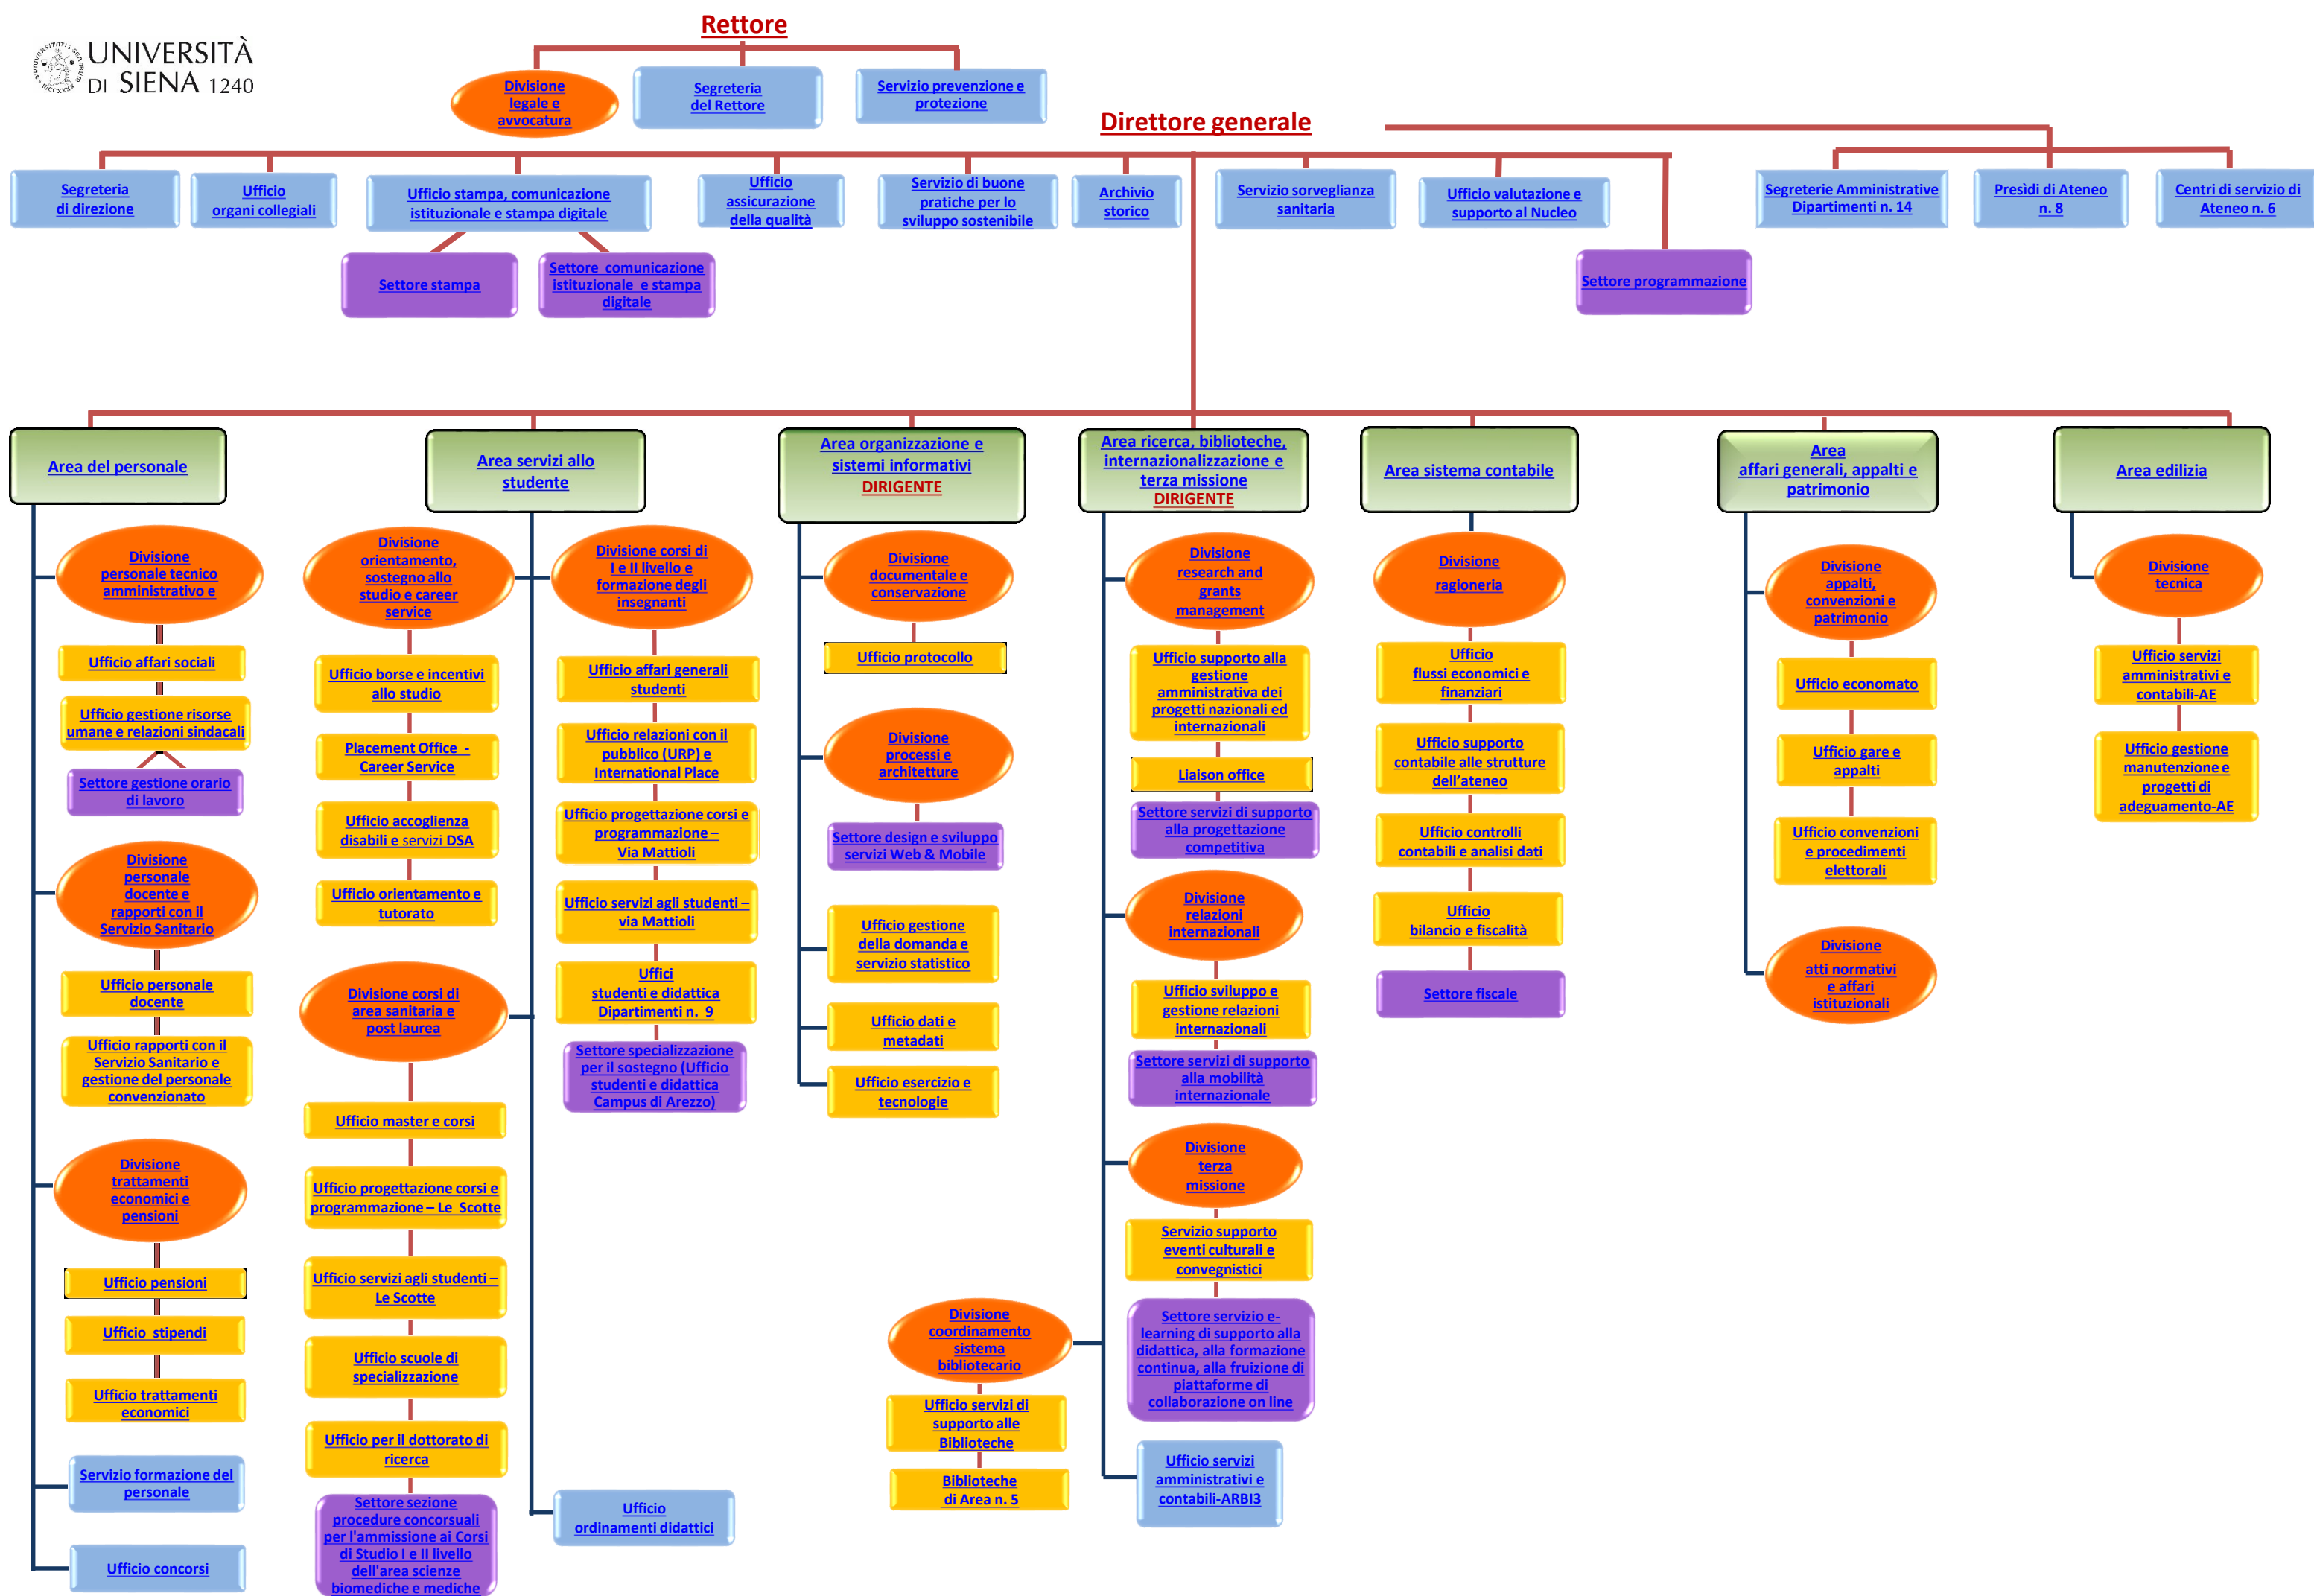 UNIVERSITÀ
DI SIENA 1240
Rettore
Divisione
legale e
avvocatura
Segreteria
del Rettore
Servizio prevenzione e
protezione
Direttore generale
Segreteria
di direzione
Ufficio
organi collegiali
Ufficio stampa, comunicazione
istituzionale e stampa digitale
Ufficio
assicurazione
della qualità
Servizio di buone
pratiche per lo
sviluppo sostenibile
Archivio
storico
Servizio sorveglianza
sanitaria
Ufficio valutazione e
supporto al Nucleo
Segreterie Amministrative
Dipartimenti n. 14
Presìdi di Ateneo
n. 8
Centri di servizio di
Ateneo n. 6
Settore stampa
Settore comunicazione
istituzionale e stampa
digitale
Settore programmazione
Area del personale
Divisione
personale tecnico
amministrativo e
Ufficio affari sociali
Ufficio gestione risorse
umane e relazioni sindacali
Settore gestione orario
di lavoro
Divisione
personale
docente e
rapporti con il
Servizio Sanitario
Ufficio personale
docente
Ufficio rapporti con il
Servizio Sanitario e
gestione del personale
convenzionato
Divisione
trattamenti
economici e
pensioni
Ufficio pensioni
Ufficio stipendi
Ufficio trattamenti
economici
Servizio formazione del
personale
Ufficio concorsi
Area servizi allo
studente
Divisione
orientamento,
sostegno allo
studio e career
service
Ufficio borse e incentivi
allo studio
Placement Office -
Career Service
Ufficio accoglienza
disabili e servizi DSA
Ufficio orientamento e
tutorato
Divisione corsi di
area sanitaria e
post laurea
Ufficio master e corsi
Ufficio progettazione corsi e
programmazione – Le Scotte
Ufficio servizi agli studenti –
Le Scotte
Ufficio scuole di
specializzazione
Ufficio per il dottorato di
ricerca
Settore sezione
procedure concorsuali
per l'ammissione ai Corsi
di Studio I e II livello
dell'area scienze
biomediche e mediche
Divisione corsi di
I e II livello e
formazione degli
insegnanti
Ufficio affari generali
studenti
Ufficio relazioni con il
pubblico (URP) e
International Place
Ufficio progettazione corsi e
programmazione –
Via Mattioli
Ufficio servizi agli studenti –
via Mattioli
Uffici
studenti e didattica
Dipartimenti n. 9
Settore specializzazione
per il sostegno (Ufficio
studenti e didattica
Campus di Arezzo)
Ufficio
ordinamenti didattici
Area organizzazione e
sistemi informativi
DIRIGENTE
Divisione
documentale e
conservazione
Ufficio protocollo
Divisione
processi e
architetture
Settore design e sviluppo
servizi Web & Mobile
Ufficio gestione
della domanda e
servizio statistico
Ufficio dati e
metadati
Ufficio esercizio e
tecnologie
Area ricerca, biblioteche,
internazionalizzazione e
terza missione
DIRIGENTE
Divisione
research and
grants
management
Ufficio supporto alla
gestione
amministrativa dei
progetti nazionali ed
internazionali
Liaison office
Settore servizi di supporto
alla progettazione
competitiva
Divisione
relazioni
internazionali
Ufficio sviluppo e
gestione relazioni
internazionali
Settore servizi di supporto
alla mobilità
internazionale
Divisione
terza
missione
Servizio supporto
eventi culturali e
convegnistici
Settore servizio e-
learning di supporto alla
didattica, alla formazione
continua, alla fruizione di
piattaforme di
collaborazione on line
Divisione
coordinamento
sistema
bibliotecario
Ufficio servizi di
supporto alle
Biblioteche
Biblioteche
di Area n. 5
Ufficio servizi
amministrativi e
contabili-ARBI3
Area sistema contabile
Divisione
ragioneria
Ufficio
flussi economici e
finanziari
Ufficio supporto
contabile alle strutture
dell’ateneo
Ufficio controlli
contabili e analisi dati
Ufficio
bilancio e fiscalità
Settore fiscale
Area
affari generali, appalti e
patrimonio
Divisione
appalti,
convenzioni e
patrimonio
Ufficio economato
Ufficio gare e
appalti
Ufficio convenzioni
e procedimenti
elettorali
Divisione
atti normativi
e affari
istituzionali
Area edilizia
Divisione
tecnica
Ufficio servizi
amministrativi e
contabili-AE
Ufficio gestione
manutenzione e
progetti di
adeguamento-AE